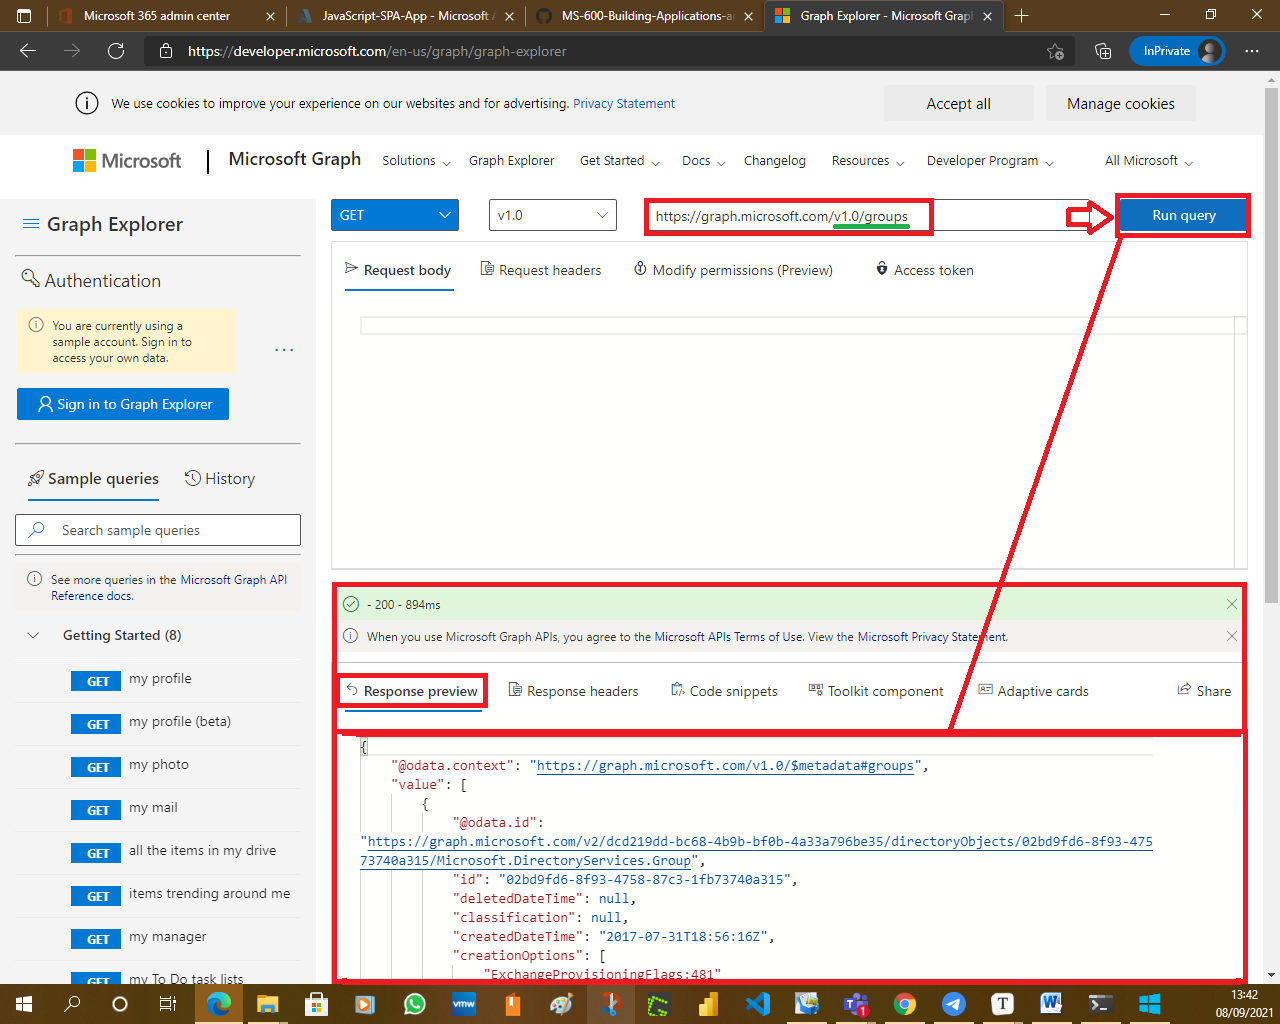 Microsoft 365 admin center
JavaScript-SPA-App - Microsoft A
MS-600-Building-Applications-a
Graph Explorer - Microsoft Grap
https://developer.microsoft.com/en-us/graph/graph-explorer
InPrivate
We use cookies to improve your experience on our websites and for advertising. Privacy Statement
Accept all
Manage cookies
Microsoft
Microsoft Graph
Solutions
Graph Explorer
Get Started
Docs
Changelog
Resources
Developer Program
All Microsoft
Graph Explorer
GET
v1.0
https://graph.microsoft.com/v1.0/groups
Run query
Authentication
You are currently using a
sample account. Sign in to
access your own data.
Sign in to Graph Explorer
Request body
Request headers
Modify permissions (Preview)
Access token
Sample queries
History
Search sample queries
See more queries in the Microsoft Graph API
Reference docs.
Getting Started (8)
GET my profile
GET my profile (beta)
GET my photo
GET my mail
GET all the items in my drive
GET items trending around me
GET my manager
GET my To Do task lists
- 200 - 894ms
When you use Microsoft Graph APIs, you agree to the Microsoft APIs Terms of Use. View the Microsoft Privacy Statement.
Response preview
Response headers
Code snippets
Toolkit component
Adaptive cards
Share
{
"@odata.context": "https://graph.microsoft.com/v1.0/$metadata#groups",
"value": [
{
"@odata.id":
"https://graph.microsoft.com/v2/dcd219dd-bc68-4b9b-bf0b-4a33a796be35/directoryObjects/02bd9fd6-8f93-475
73740a315/Microsoft.DirectoryServices.Group",
"id": "02bd9fd6-8f93-4758-87c3-1fb73740a315",
"deletedDateTime": null,
"classification": null,
"createdDateTime": "2017-07-31T18:56:16Z",
"creationOptions": [
"ExchangeProvisioningFlags:481"
vmw
T
1
13:42
08/09/2021